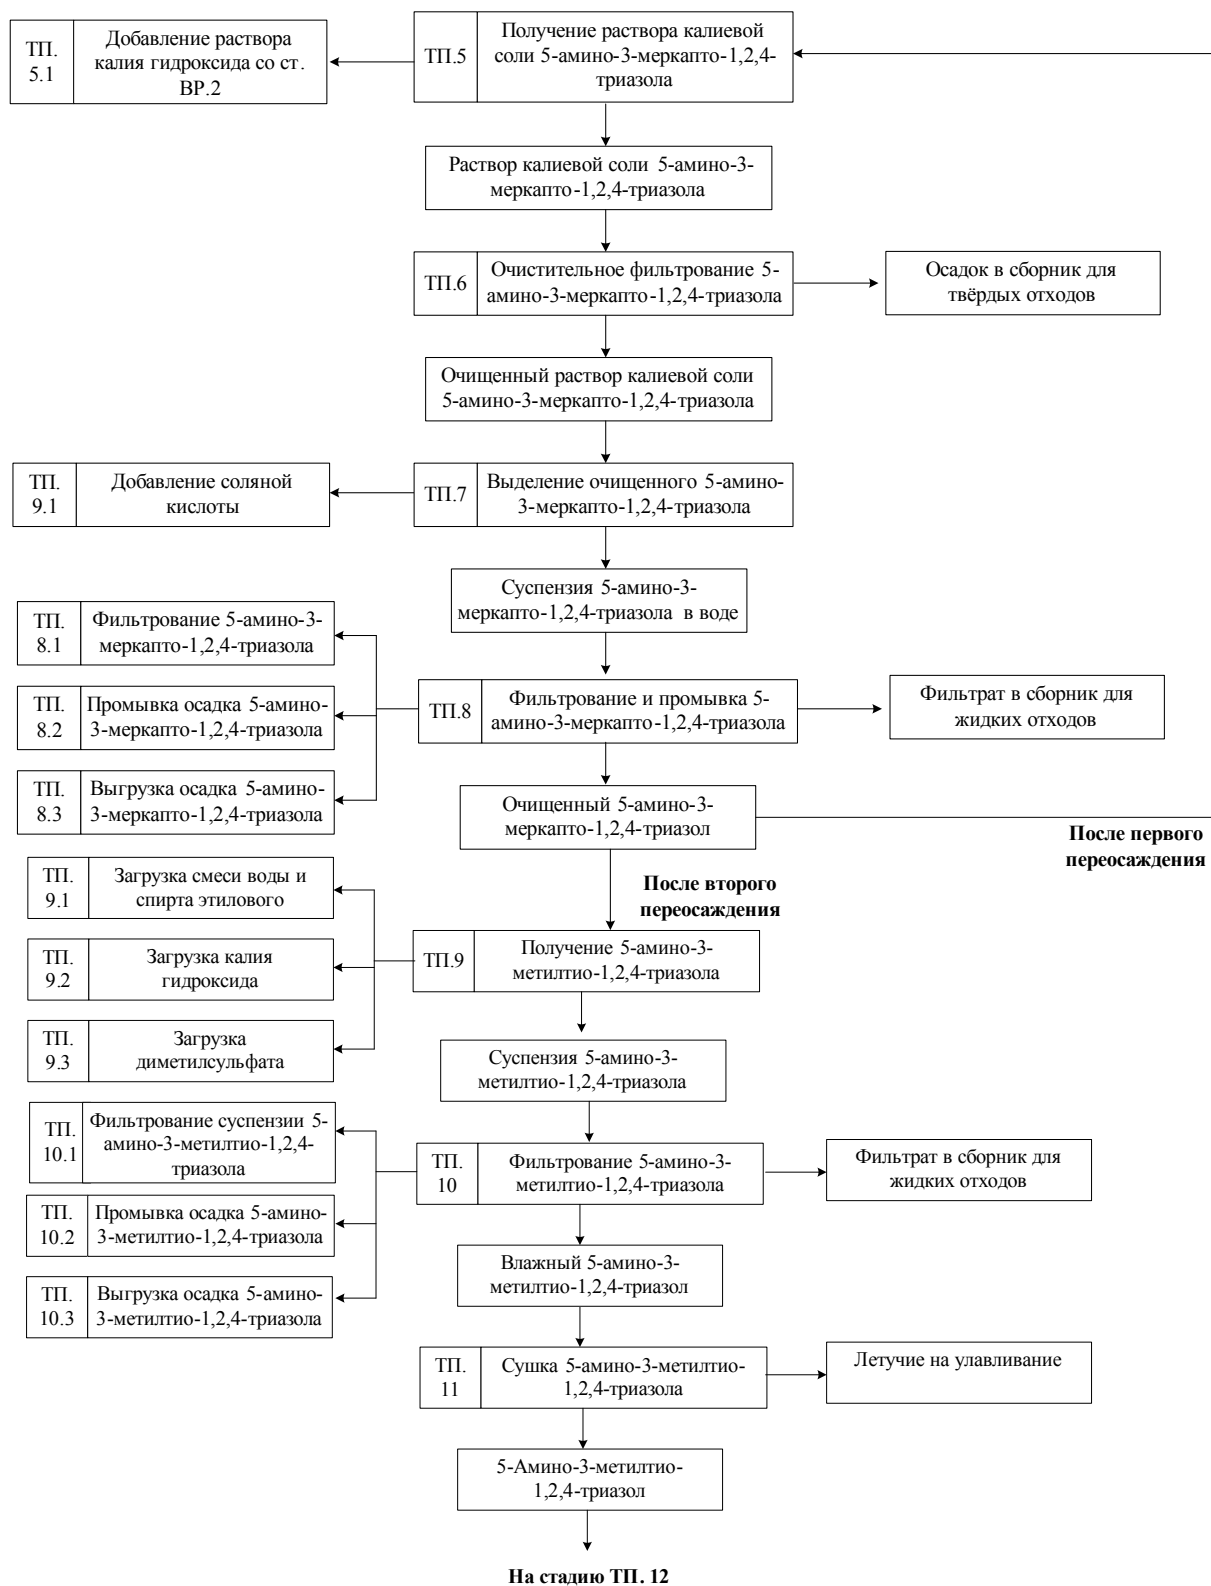 ТП.
5.1
Добавление раствора
калия гидроксида со ст.
ВР.2
ТП.5
Получение раствора калиевой
соли 5-амино-3-меркапто-1,2,4-
триазола
Раствор калиевой соли 5-амино-3-
меркапто-1,2,4-триазола
ТП.6
Очистительное фильтрование 5-
амино-3-меркапто-1,2,4-триазола
Осадок в сборник для
твёрдых отходов
Очищенный раствор калиевой соли
5-амино-3-меркапто-1,2,4-триазола
ТП.
9.1
Добавление соляной
кислоты
ТП.7
Выделение очищенного 5-амино-
3-меркапто-1,2,4-триазола
Суспензия 5-амино-3-
меркапто-1,2,4-триазола в воде
ТП.
8.1
Фильтрование 5-амино-3-
меркапто-1,2,4-триазола
ТП.
8.2
Промывка осадка 5-амино-
3-меркапто-1,2,4-триазола
ТП.8
Фильтрование и промывка 5-
амино-3-меркапто-1,2,4-триазола
Фильтрат в сборник для
жидких отходов
ТП.
8.3
Выгрузка осадка 5-амино-
3-меркапто-1,2,4-триазола
Очищенный 5-амино-3-
меркапто-1,2,4-триазол
После первого
переосаждения
После второго
переосаждения
ТП.
9.1
Загрузка смеси воды и
спирта этилового
ТП.9
Получение 5-амино-3-
метилтио-1,2,4-триазола
ТП.
9.2
Загрузка калия
гидроксида
ТП.
9.3
Загрузка
диметилсульфата
Суспензия 5-амино-3-
метилтио-1,2,4-триазола
ТП.
10.1
Фильтрование суспензии 5-
амино-3-метилтио-1,2,4-
триазола
ТП.
10
Фильтрование 5-амино-3-
метилтио-1,2,4-триазола
Фильтрат в сборник для
жидких отходов
ТП.
10.2
Промывка осадка 5-амино-
3-метилтио-1,2,4-триазола
Влажный 5-амино-3-
метилтио-1,2,4-триазол
ТП.
10.3
Выгрузка осадка 5-амино-
3-метилтио-1,2,4-триазола
ТП.
11
Сушка 5-амино-3-метилтио-
1,2,4-триазола
Летучие на улавливание
5-Амино-3-метилтио-
1,2,4-триазол
На стадию ТП. 12